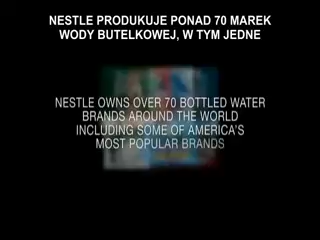 NESTLE PRODUKUJE PONAD 70 MAREK
WODY BUTELKOWEJ, W TYM JEDNE
NESTLE OWNS OVER 70 BOTTLED WATER
BRANDS AROUND THE WORLD
INCLUDING SOME OF AMERICA'S
MOST POPULAR BRANDS